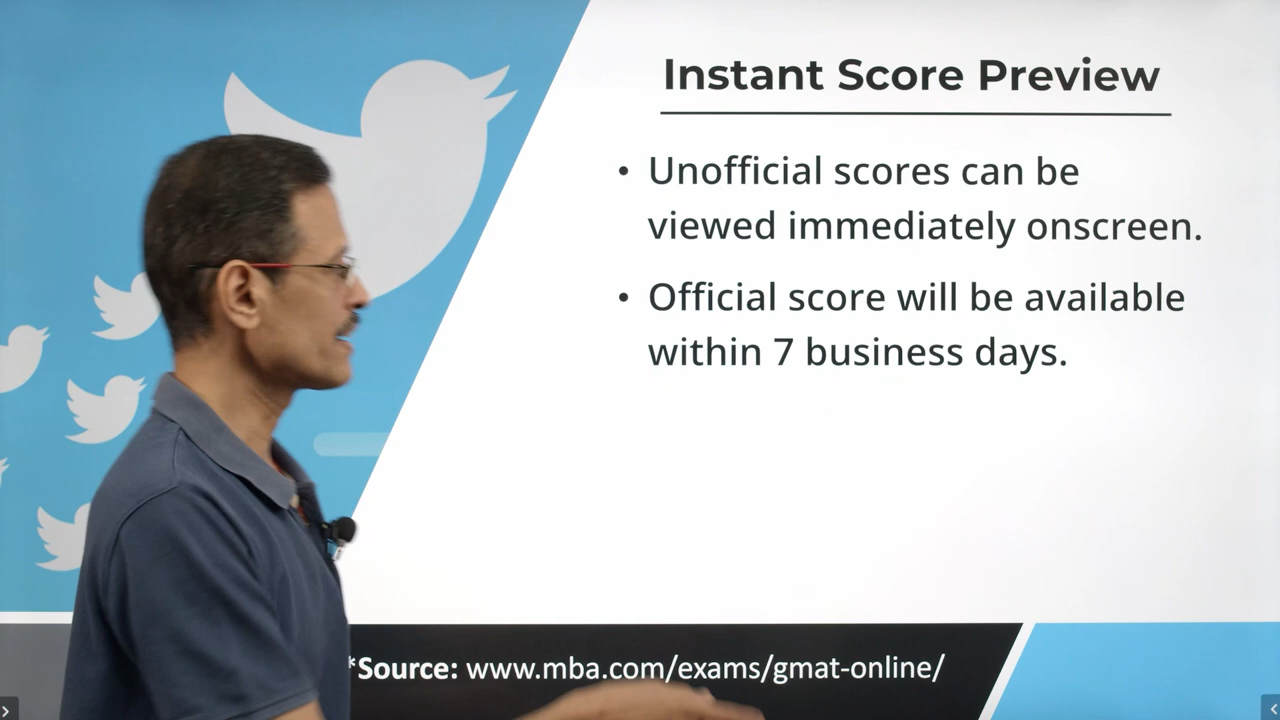 Instant Score Preview
• Unofficial scores can be
viewed immediately onscreen.
• Official score will be available
within 7 business days.
*Source: www.mba.com/exams/gmat-online/